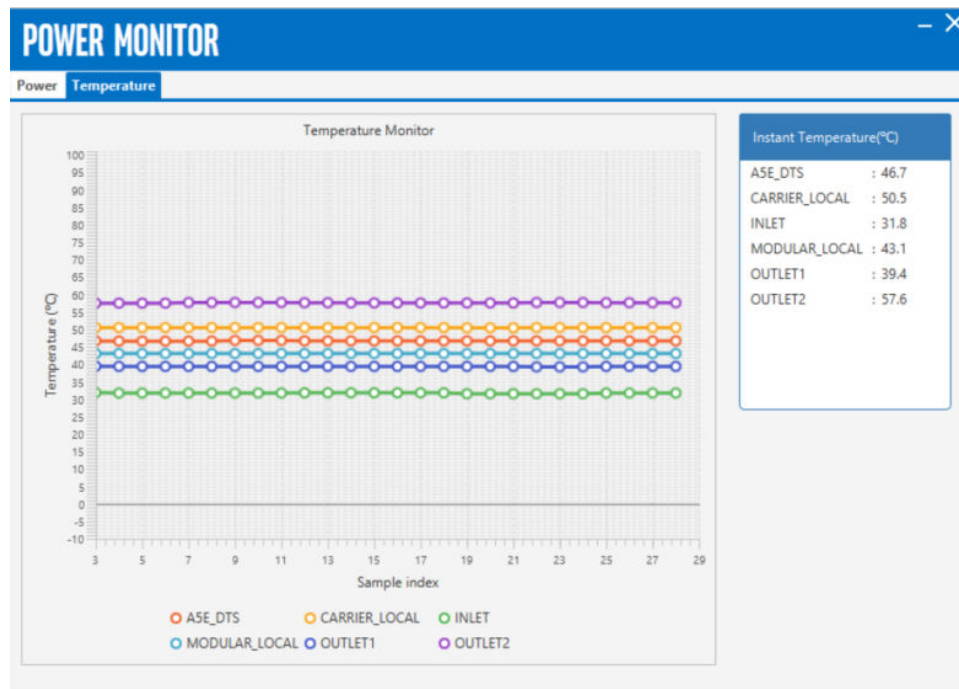 POWER MONITOR
Power Temperature
Temperature Monitor
Instant Temperature(ºC)
A5E_DTS : 46.7
CARRIER_LOCAL : 50.5
INLET : 31.8
MODULAR_LOCAL : 43.1
OUTLET1 : 39.4
OUTLET2 : 57.6
Temperature (ºC)
100
95
90
85
80
75
70
65
60
55
50
45
40
35
30
25
20
15
10
5
0
-5
-10
3 5 7 9 11 13 15 17 19 21 23 25 27 29
Sample index
A5E_DTS CARRIER_LOCAL INLET
MODULAR_LOCAL OUTLET1 OUTLET2